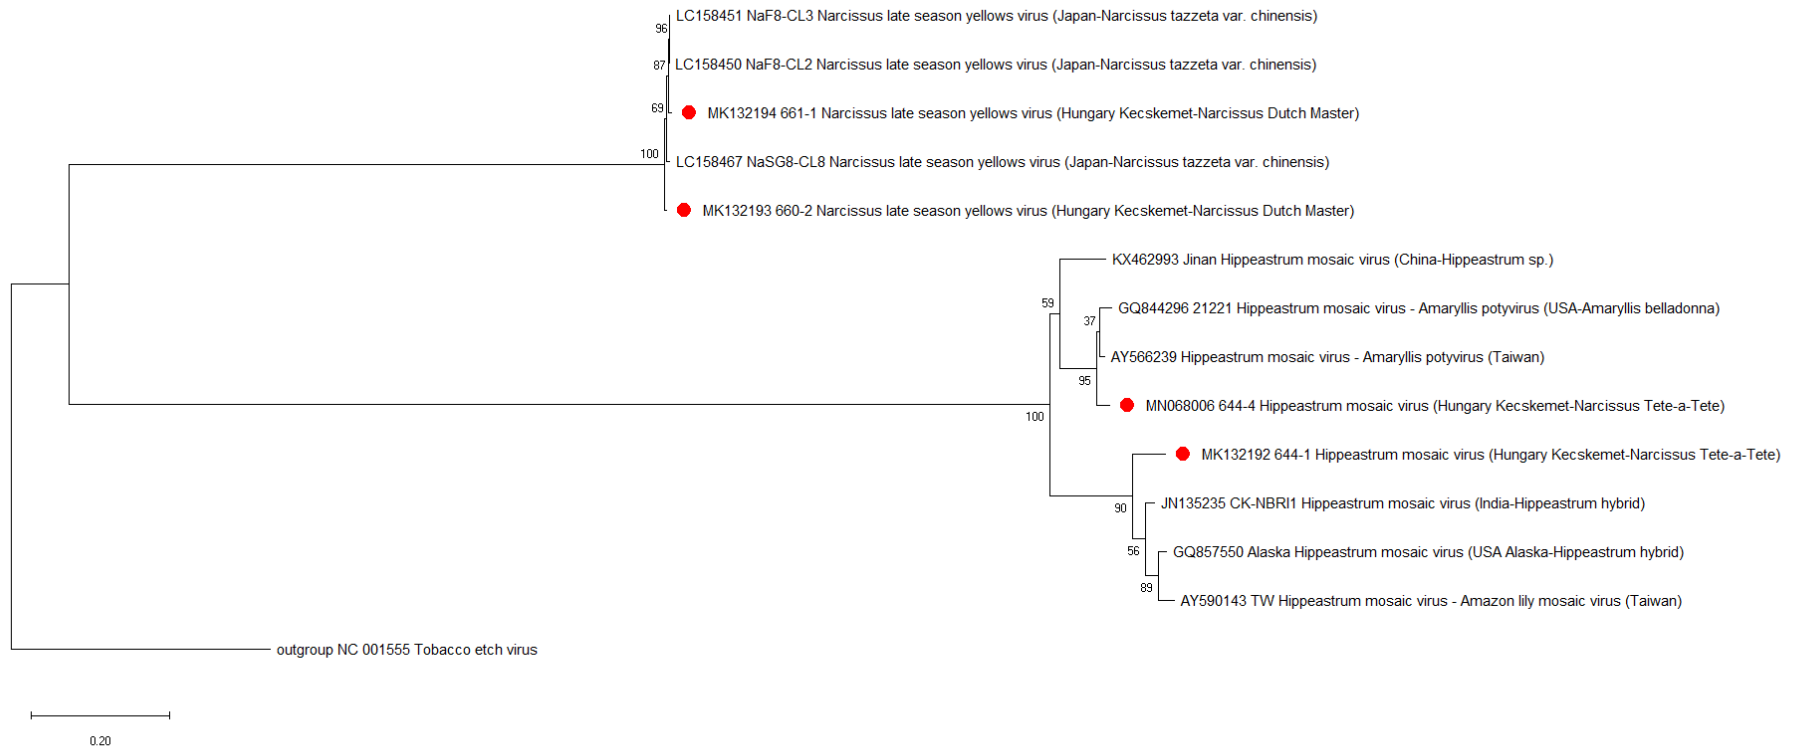 LC158451 NaF8-CL3 Narcissus late season yellows virus (Japan-Narcissus tazzeta var. chinensis)
96
LC158450 NaF8-CL2 Narcissus late season yellows virus (Japan-Narcissus tazzeta var. chinensis)
87
69
MK132194 661-1 Narcissus late season yellows virus (Hungary Kecskemet-Narcissus Dutch Master)
100
LC158467 NaSG8-CL8 Narcissus late season yellows virus (Japan-Narcissus tazzeta var. chinensis)
MK132193 660-2 Narcissus late season yellows virus (Hungary Kecskemet-Narcissus Dutch Master)
KX462993 Jinan Hippeastrum mosaic virus (China-Hippeastrum sp.)
59
GQ844296 21221 Hippeastrum mosaic virus - Amaryllis potyvirus (USA-Amaryllis belladonna)
37
AY566239 Hippeastrum mosaic virus - Amaryllis potyvirus (Taiwan)
95
MN068006 644-4 Hippeastrum mosaic virus (Hungary Kecskemet-Narcissus Tete-a-Tete)
100
MK132192 644-1 Hippeastrum mosaic virus (Hungary Kecskemet-Narcissus Tete-a-Tete)
JN135235 CK-NBRI1 Hippeastrum mosaic virus (India-Hippeastrum hybrid)
90
GQ857550 Alaska Hippeastrum mosaic virus (USA Alaska-Hippeastrum hybrid)
56
89
AY590143 TW Hippeastrum mosaic virus - Amazon lily mosaic virus (Taiwan)
outgroup NC 001555 Tobacco etch virus
0.20